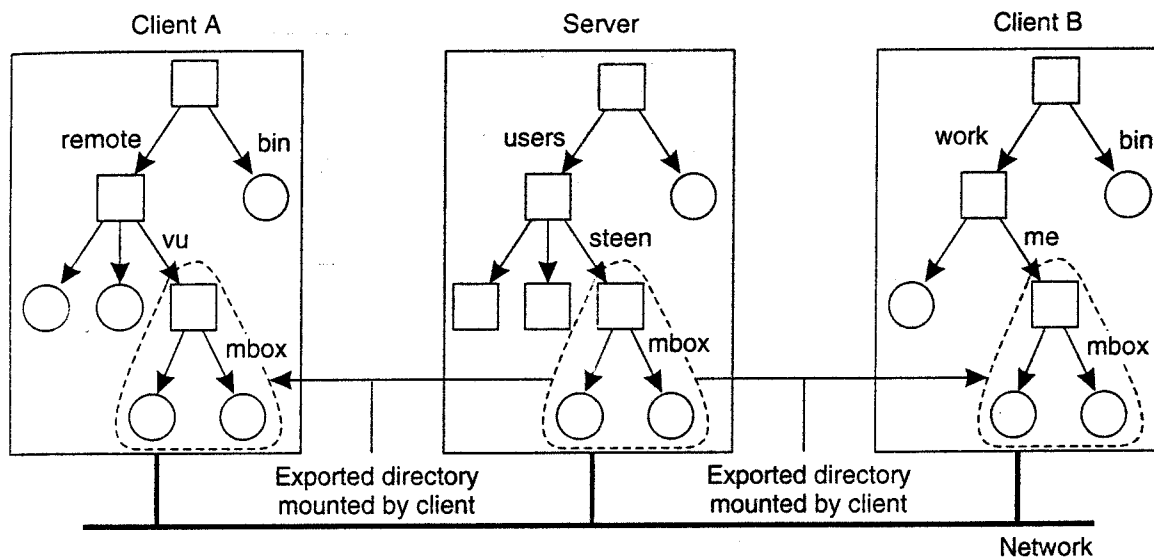 Client A
Server
Client B
remote
bin
users
work
bin
vu
steen
me
mbox
mbox
mbox
Exported directory
mounted by client
Exported directory
mounted by client
Network